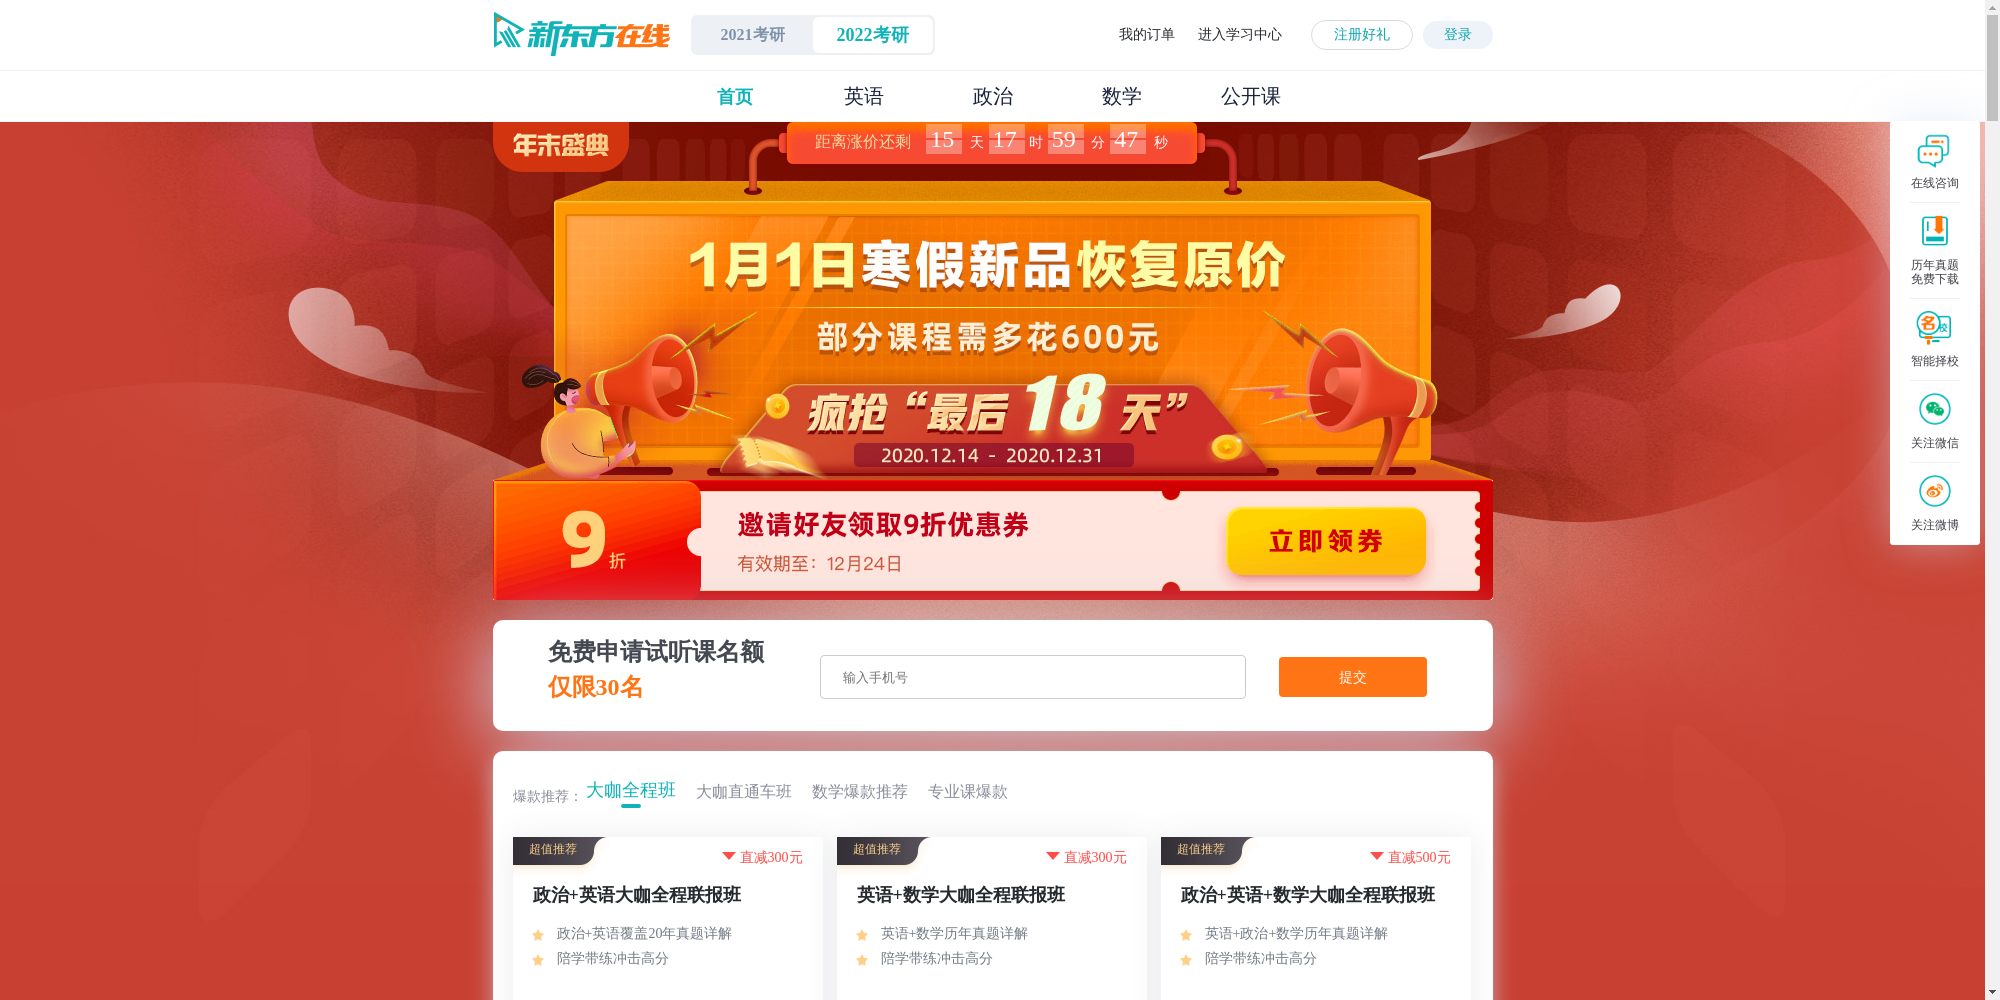 新东方在线
2021考研 2022考研
我的订单 进入学习中心 注册好礼 登录
首页 英语 政治 数学 公开课
年末盛典
距离涨价还剩 15 天 17 时 59 分 47 秒
1月1日寒假新品恢复原价
部分课程需多花600元
疯抢“最后 18 天”
2020.12.14 - 2020.12.31
9折
邀请好友领取9折优惠券
有效期至：12月24日
立即领券
在线咨询
历年真题
免费下载
名校
智能择校
关注微信
关注微博
免费申请试听课名额
仅限30名
输入手机号
提交
爆款推荐： 大咖全程班 大咖直通车班 数学爆款推荐 专业课爆款
超值推荐 直减300元
政治+英语大咖全程联报班
政治+英语覆盖20年真题详解
陪学带练冲击高分
超值推荐 直减300元
英语+数学大咖全程联报班
英语+数学历年真题详解
陪学带练冲击高分
超值推荐 直减500元
政治+英语+数学大咖全程联报班
英语+政治+数学历年真题详解
陪学带练冲击高分